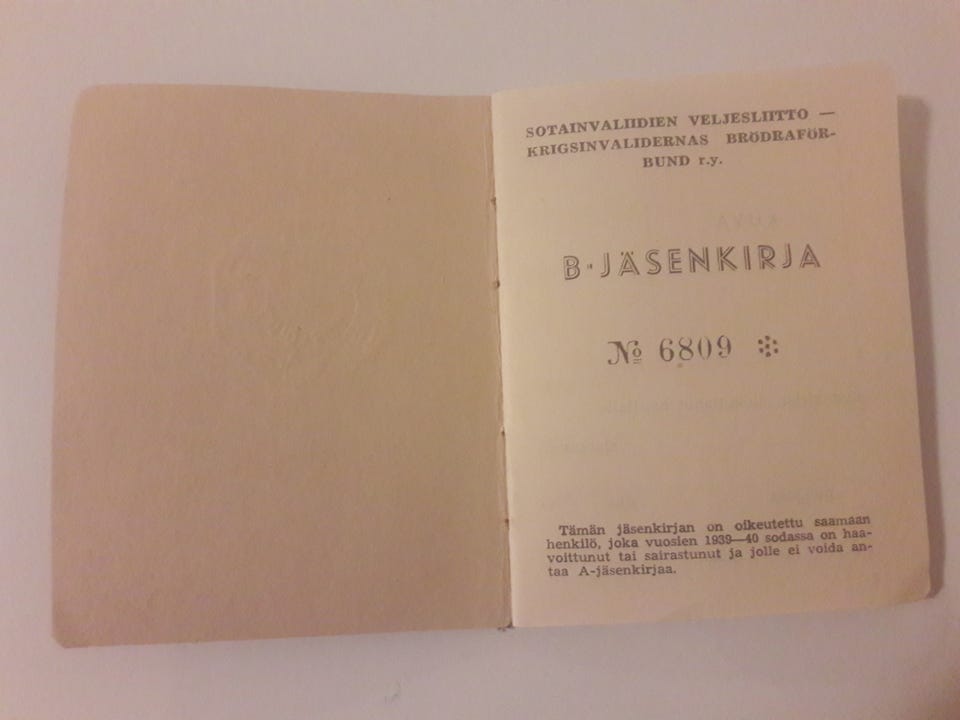 SOTAINVALIIDIEN VELJESLIITTO —
KRIGSINVALIDERNAS BRÖDRAFÖR-
BUND r.y.
B-JÄSENKIRJA
No 6809
Tämän jäsenkirjan on oikeutettu saamaan
henkilö, joka vuosien 1939—40 sodassa on haa-
voittunut tai sairastunut ja jolle ei voida an-
taa A-jäsenkirjaa.